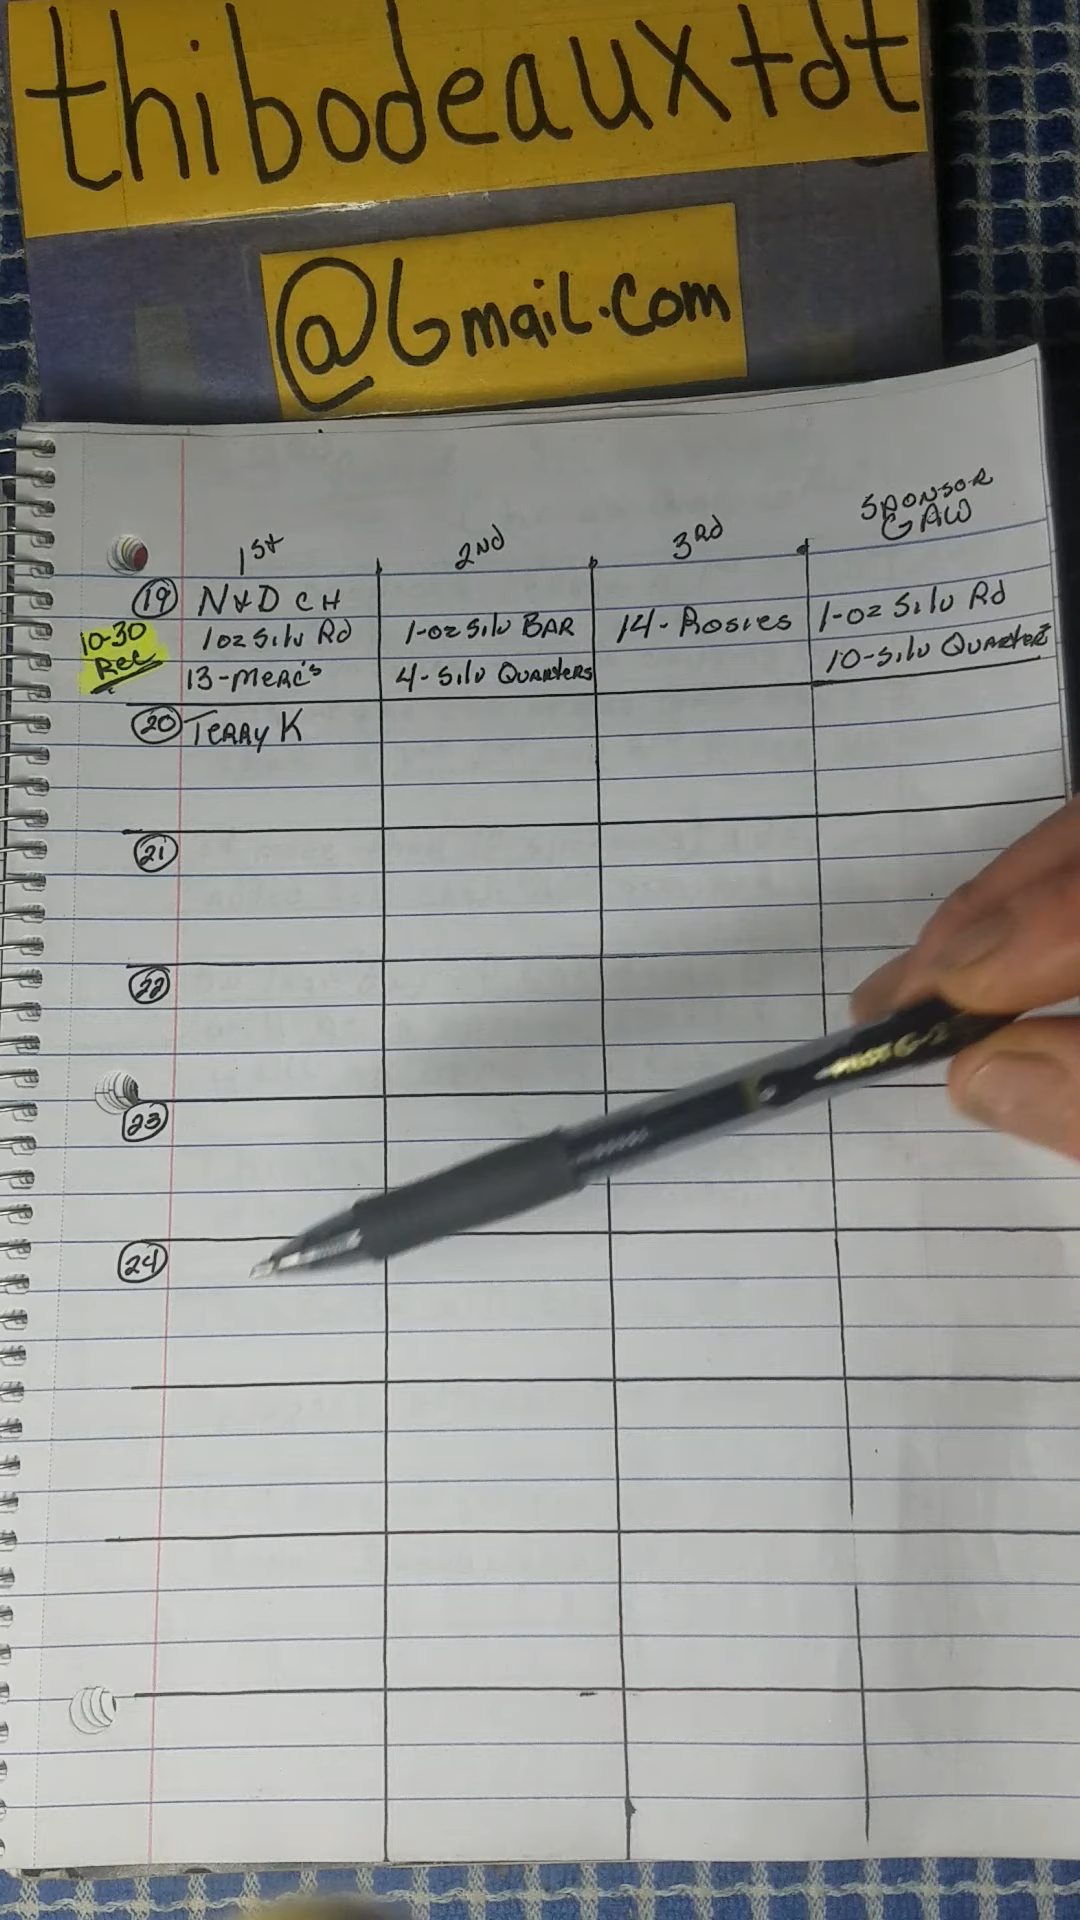 thibodeauxtdt
@Gmail.com
1st 2ND 3RD SPONSOR
GAW
19 N&D CH
10-30 1oz Silv Rd 1-oz Silv BAR 14-Rosies 1-oz Silv Rd
Rec 13-merc's 4-Silv Quarters 10-Silv Quarters
20 Terry K
21
22
23
24
G-2